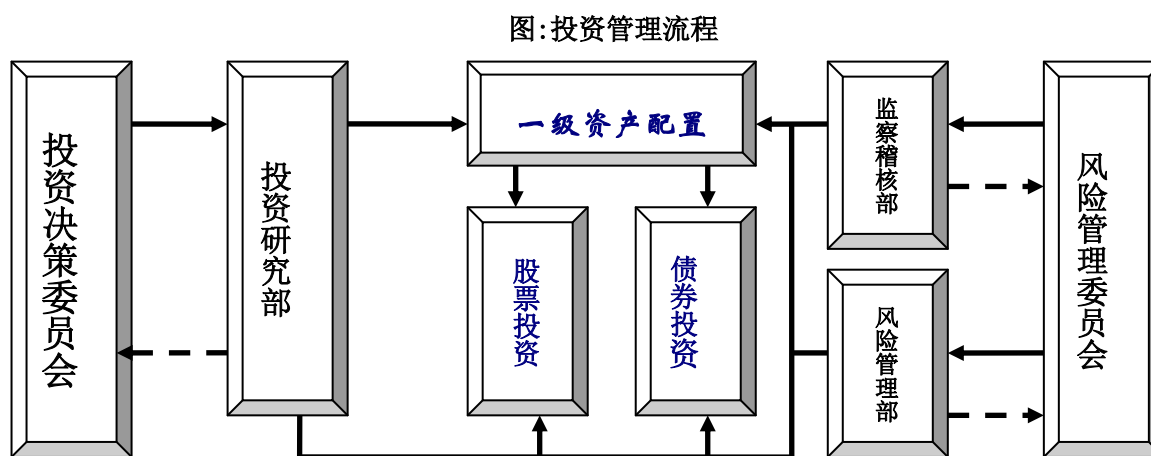 图:投资管理流程
投资决策委员会
投资研究部
一级资产配置
股票投资
债券投资
监察稽核部
风险管理部
风险管理委员会